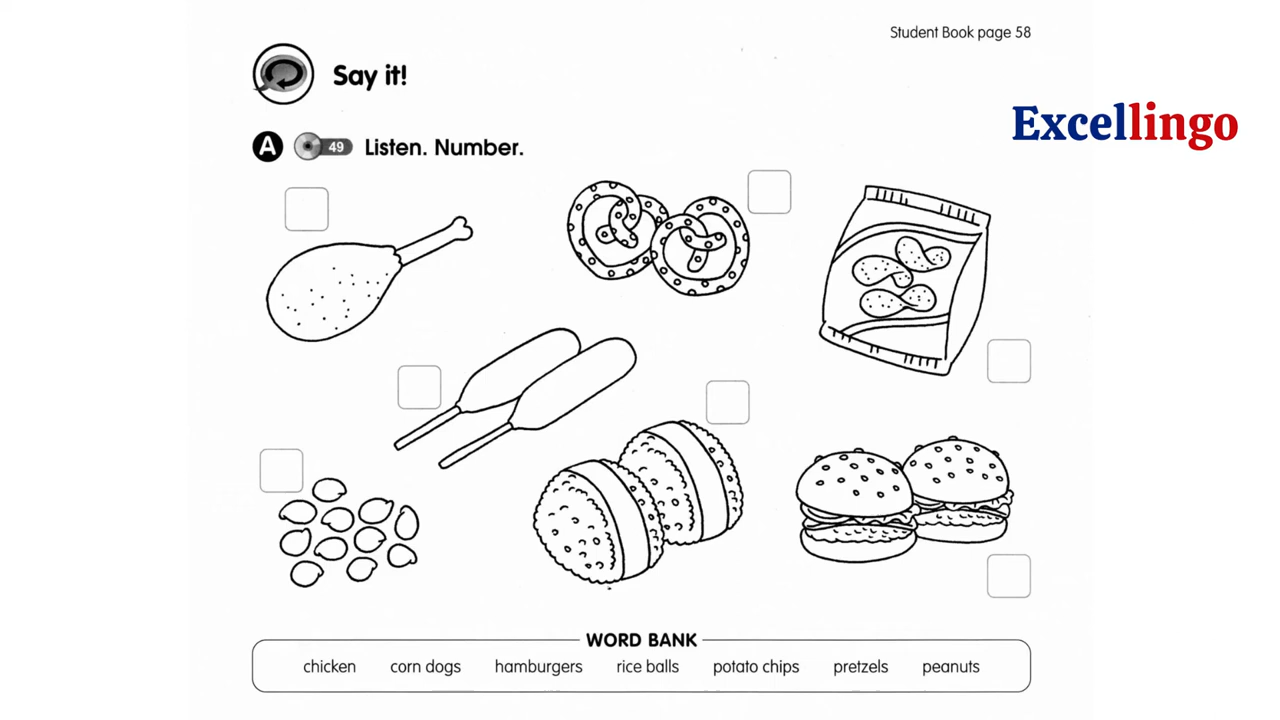 Student Book page 58
Say it!
Excellingo
A 49 Listen. Number.
WORD BANK
chicken corn dogs hamburgers rice balls potato chips pretzels peanuts